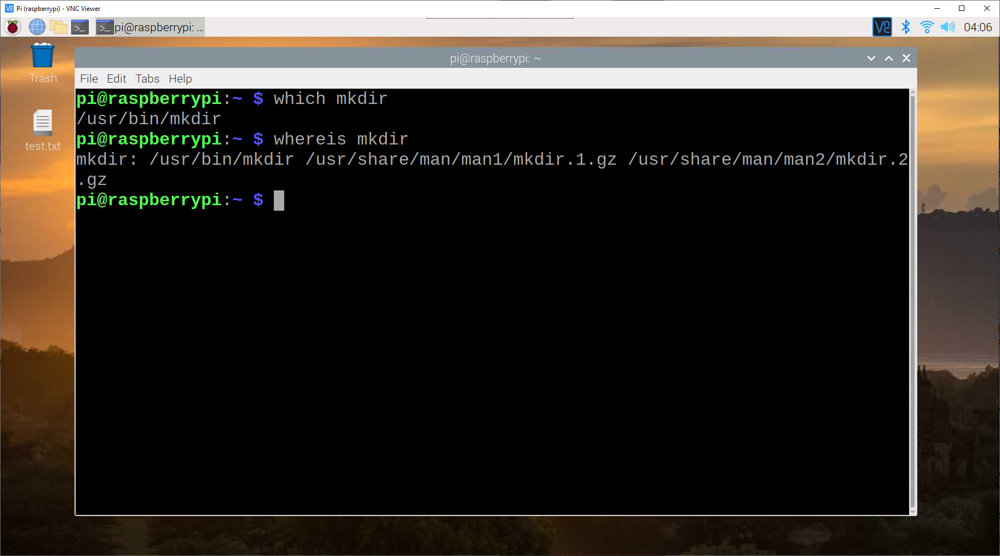 Pi (raspberrypi) - VNC Viewer
pi@raspberrypi: ...
04:06
Trash
test.txt
pi@raspberrypi: ~
File Edit Tabs Help
pi@raspberrypi:~ $ which mkdir
/usr/bin/mkdir
pi@raspberrypi:~ $ whereis mkdir
mkdir: /usr/bin/mkdir /usr/share/man/man1/mkdir.1.gz /usr/share/man/man2/mkdir.2
.gz
pi@raspberrypi:~ $